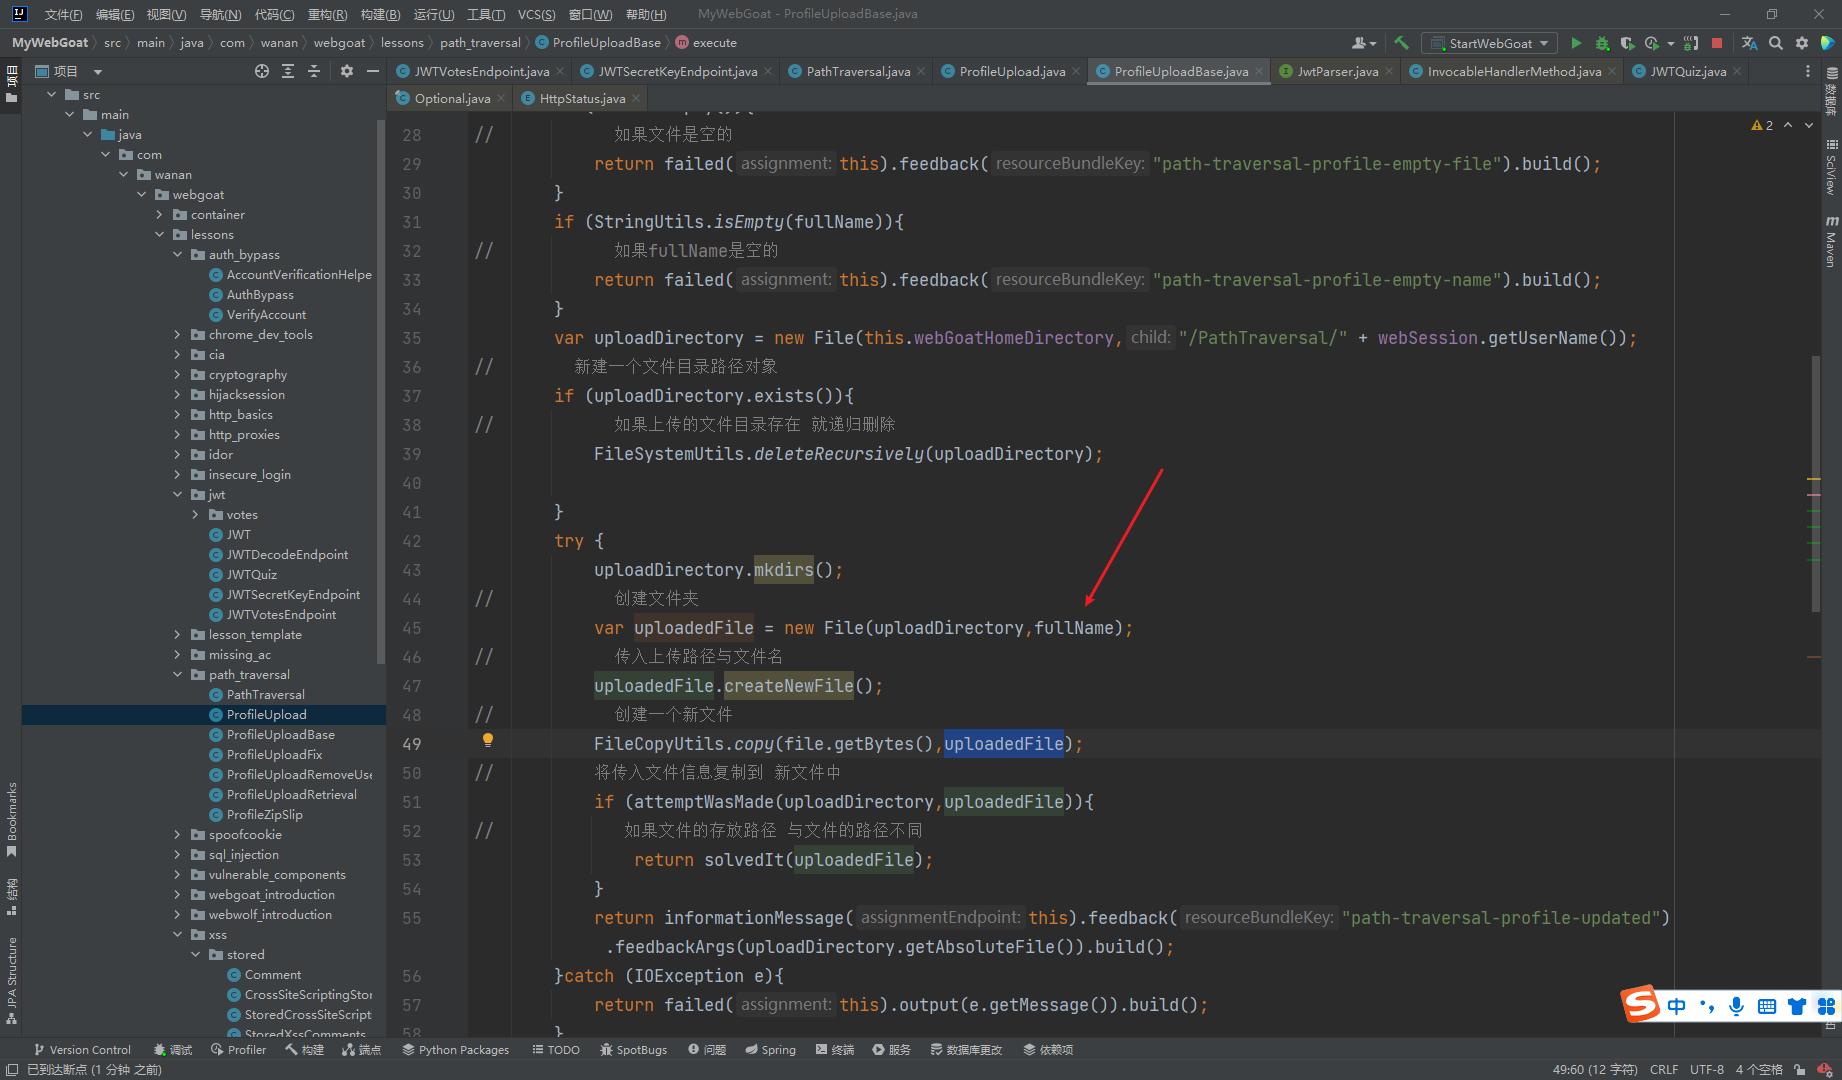 文件(F) 编辑(E) 视图(V) 导航(N) 代码(C) 重构(R) 构建(B) 运行(U) 工具(T) VCS(S) 窗口(W) 帮助(H) MyWebGoat - ProfileUploadBase.java
MyWebGoat src main java com wanan webgoat lessons path_traversal ProfileUploadBase execute StartWebGoat
项目
JWTVotesEndpoint.java JWTSecretKeyEndpoint.java PathTraversal.java ProfileUpload.java ProfileUploadBase.java JwtParser.java InvocableHandlerMethod.java JWTQuiz.java
Optional.java HttpStatus.java
项目
Bookmarks
结构
JPA Structure
src
main
java
com
wanan
webgoat
container
lessons
auth_bypass
AccountVerificationHelpe
AuthBypass
VerifyAccount
chrome_dev_tools
cia
cryptography
hijacksession
http_basics
http_proxies
idor
insecure_login
jwt
votes
JWT
JWTDecodeEndpoint
JWTQuiz
JWTSecretKeyEndpoint
JWTVotesEndpoint
lesson_template
missing_ac
path_traversal
PathTraversal
ProfileUpload
ProfileUploadBase
ProfileUploadFix
ProfileUploadRemoveUse
ProfileUploadRetrieval
ProfileZipSlip
spoofcookie
sql_injection
vulnerable_components
webgoat_introduction
webwolf_introduction
xss
stored
Comment
CrossSiteScriptingStor
StoredCrossSiteScript
StoredXssComments
28 // 如果文件是空的
29 return failed( assignment: this).feedback( resourceBundleKey: "path-traversal-profile-empty-file").build();
30 }
31 if (StringUtils.isEmpty(fullName)){
32 // 如果fullName是空的
33 return failed( assignment: this).feedback( resourceBundleKey: "path-traversal-profile-empty-name").build();
34 }
35 var uploadDirectory = new File(this.webGoatHomeDirectory, child: "/PathTraversal/" + webSession.getUserName());
36 // 新建一个文件目录路径对象
37 if (uploadDirectory.exists()){
38 // 如果上传的文件目录存在 就递归删除
39 FileSystemUtils.deleteRecursively(uploadDirectory);
40
41 }
42 try {
43 uploadDirectory.mkdirs();
44 // 创建文件夹
45 var uploadedFile = new File(uploadDirectory,fullName);
46 // 传入上传路径与文件名
47 uploadedFile.createNewFile();
48 // 创建一个新文件
49 FileCopyUtils.copy(file.getBytes(),uploadedFile);
50 // 将传入文件信息复制到 新文件中
51 if (attemptWasMade(uploadDirectory,uploadedFile)){
52 // 如果文件的存放路径 与文件的路径不同
53 return solvedIt(uploadedFile);
54 }
55 return informationMessage( assignmentEndpoint: this).feedback( resourceBundleKey: "path-traversal-profile-updated")
.feedbackArgs(uploadDirectory.getAbsoluteFile()).build();
56 }catch (IOException e){
57 return failed( assignment: this).output(e.getMessage()).build();
58 }
2
数据库
SciView
Maven
中
Version Control 调试 Profiler 构建 端点 Python Packages TODO SpotBugs 问题 Spring 终端 服务 数据库更改 依赖项
已到达断点 (1 分钟 之前) 49:60 (12 字符) CRLF UTF-8 4 个空格